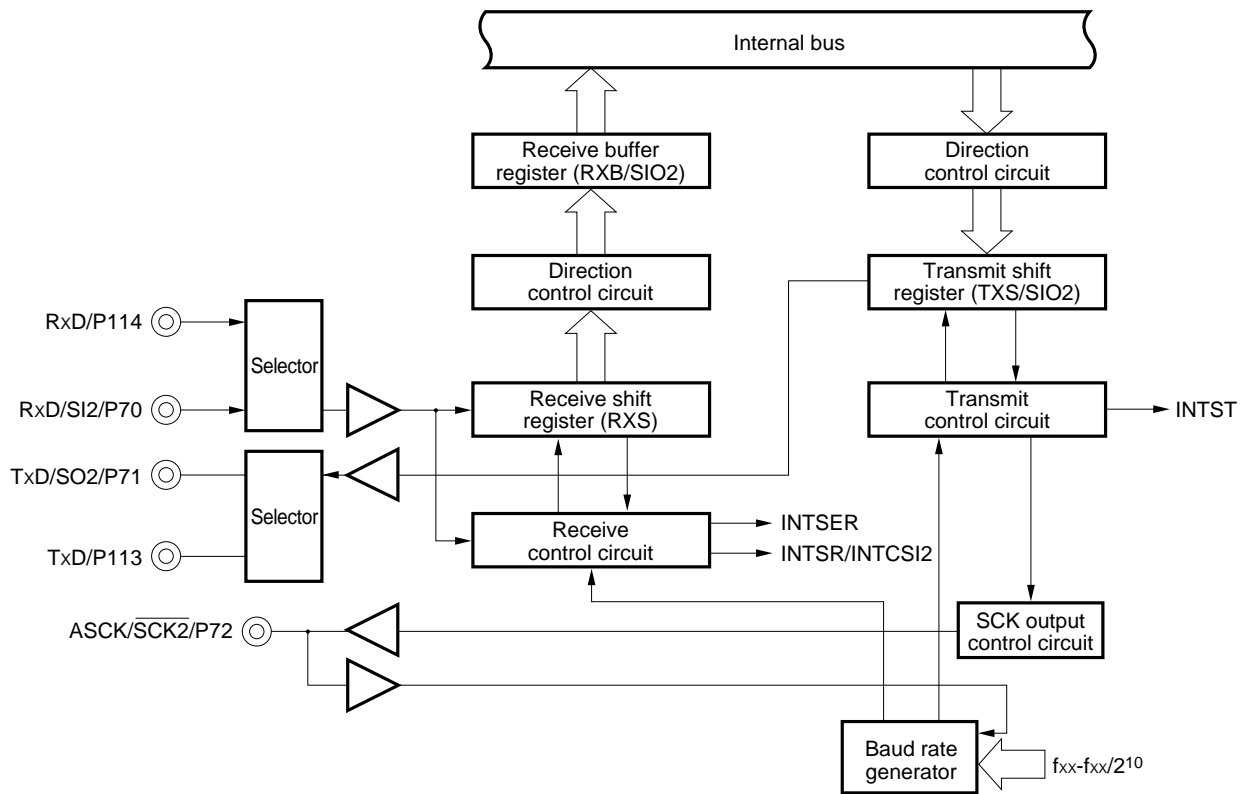 Internal bus
Receive buffer
register (RXB/SIO2)
Direction
control circuit
Direction
control circuit
Transmit shift
register (TXS/SIO2)
RxD/P114
Selector
RxD/SI2/P70
Receive shift
register (RXS)
Transmit
control circuit
INTST
TxD/SO2/P71
Selector
TxD/P113
Receive
control circuit
INTSER
INTSR/INTCSI2
ASCK/S̅C̅K̅2̅/P72
SCK output
control circuit
Baud rate
generator
fxx-fxx/2¹⁰